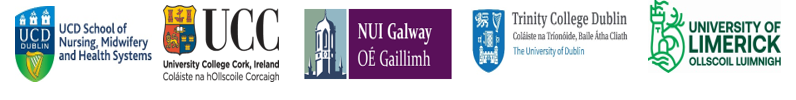 UCD
DUBLIN
UCD School of
Nursing, Midwifery
and Health Systems
UCC
University College Cork, Ireland
Coláiste na hOllscoile Corcaigh
NUI Galway
OÉ Gaillimh
Trinity College Dublin
Coláiste na Tríonóide, Baile Átha Cliath
The University of Dublin
UNIVERSITY OF
LIMERICK
OLLSCOIL LUIMNIGH